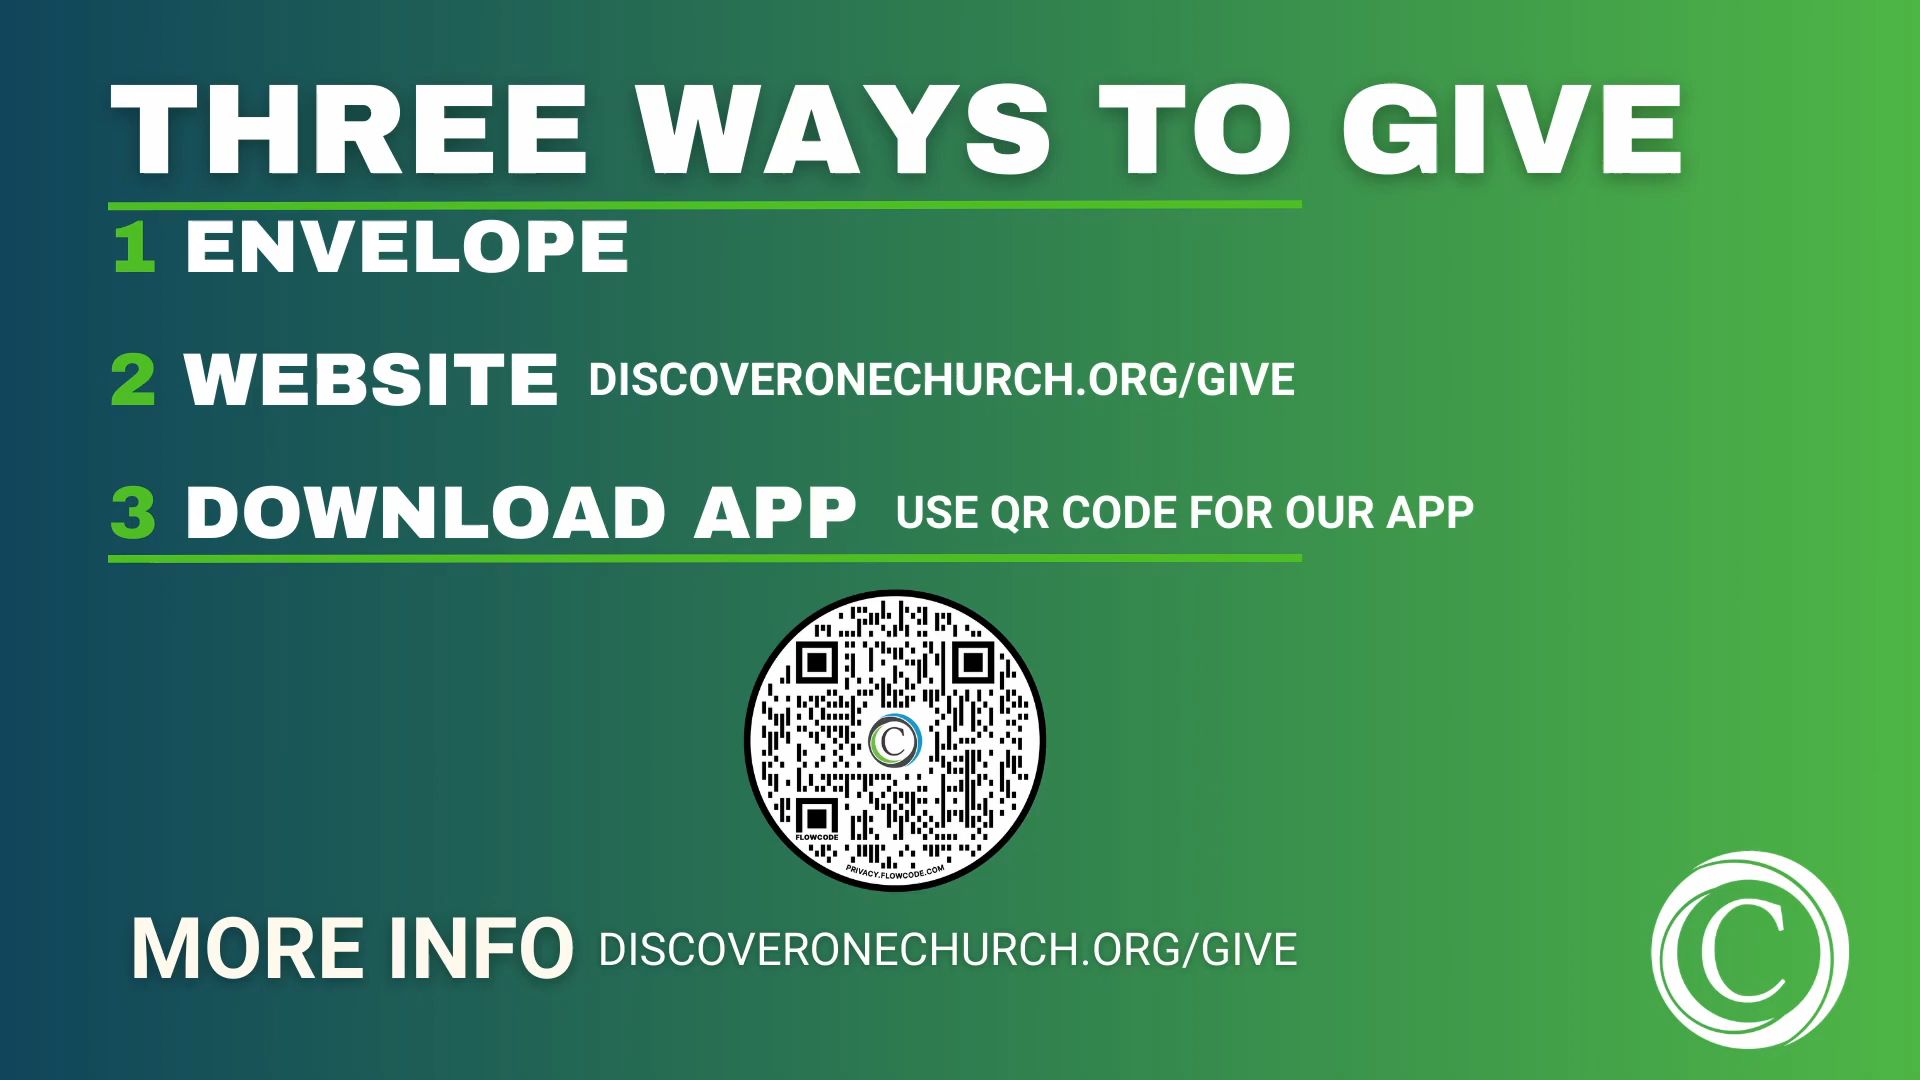 THREE WAYS TO GIVE
1 ENVELOPE
2 WEBSITE DISCOVERONECHURCH.ORG/GIVE
3 DOWNLOAD APP USE QR CODE FOR OUR APP
C
FLOWCODE
PRIVACY.FLOWCODE.COM
MORE INFO DISCOVERONECHURCH.ORG/GIVE
C